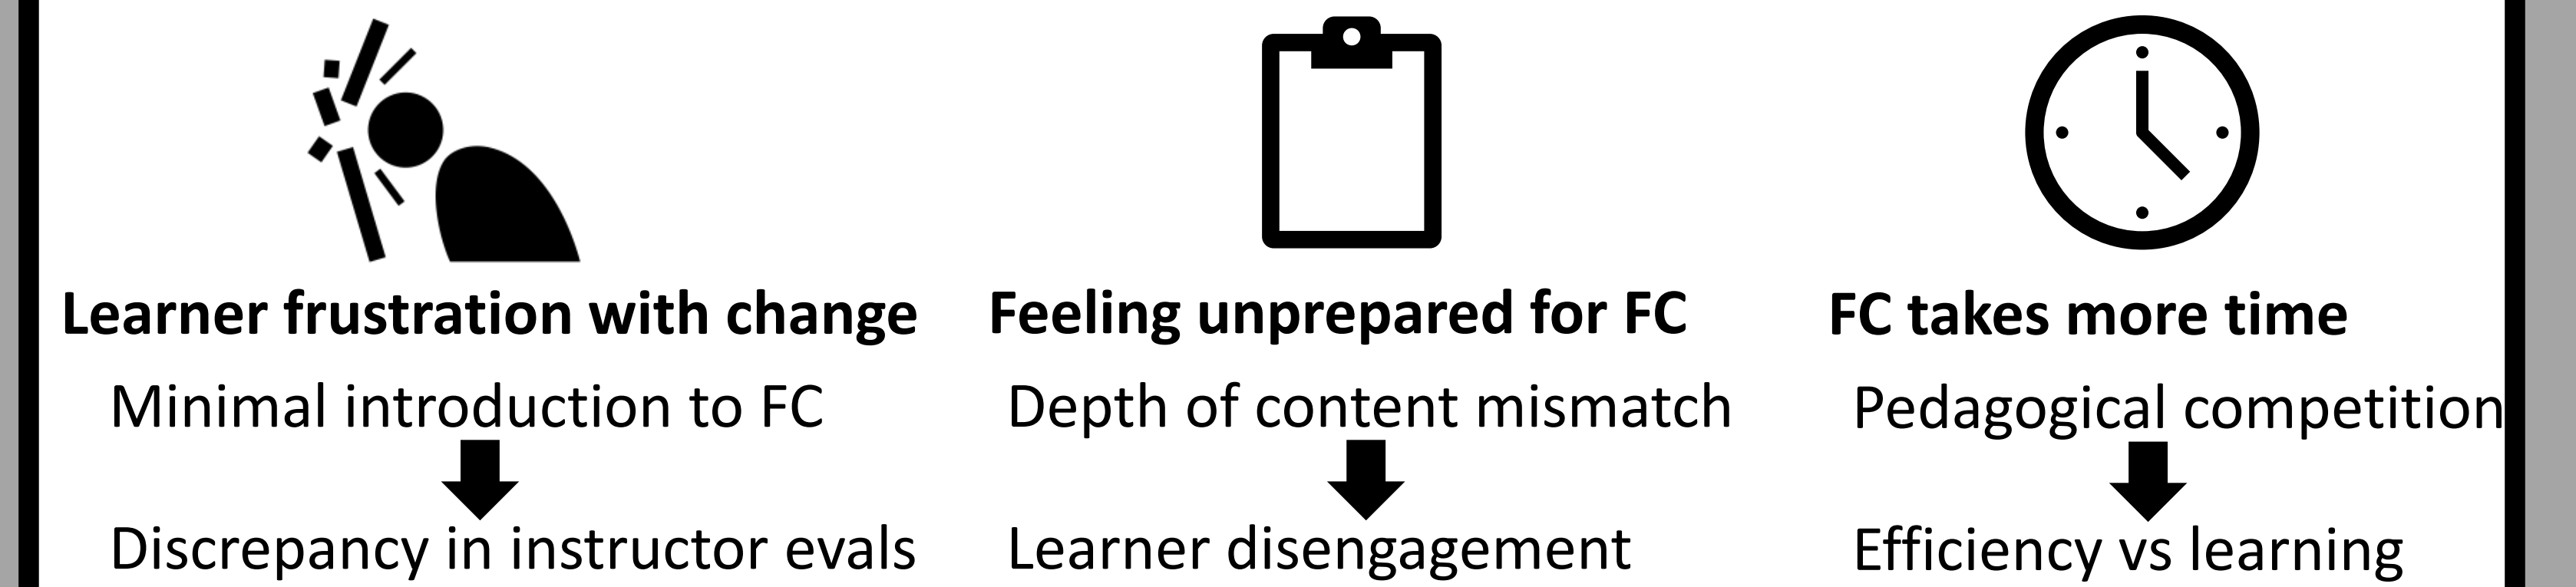 Learner frustration with change
Minimal introduction to FC
Discrepancy in instructor evals
Feeling unprepared for FC
Depth of content mismatch
Learner disengagement
FC takes more time
Pedagogical competition
Efficiency vs learning